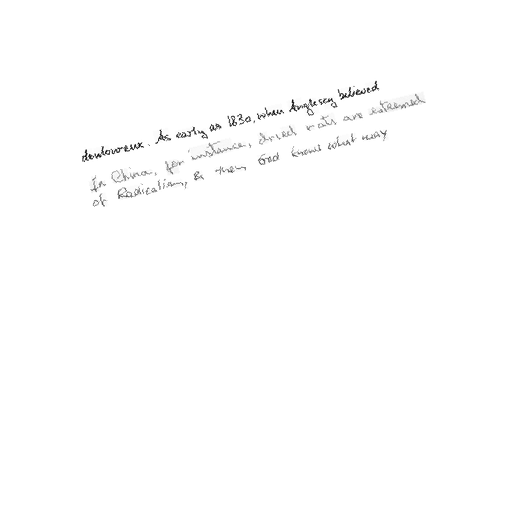 douloureux. As early as 1830, when Anglesey believed
In China, for instance, dried rats are esteemed
of Radicalism, & then God knows what may